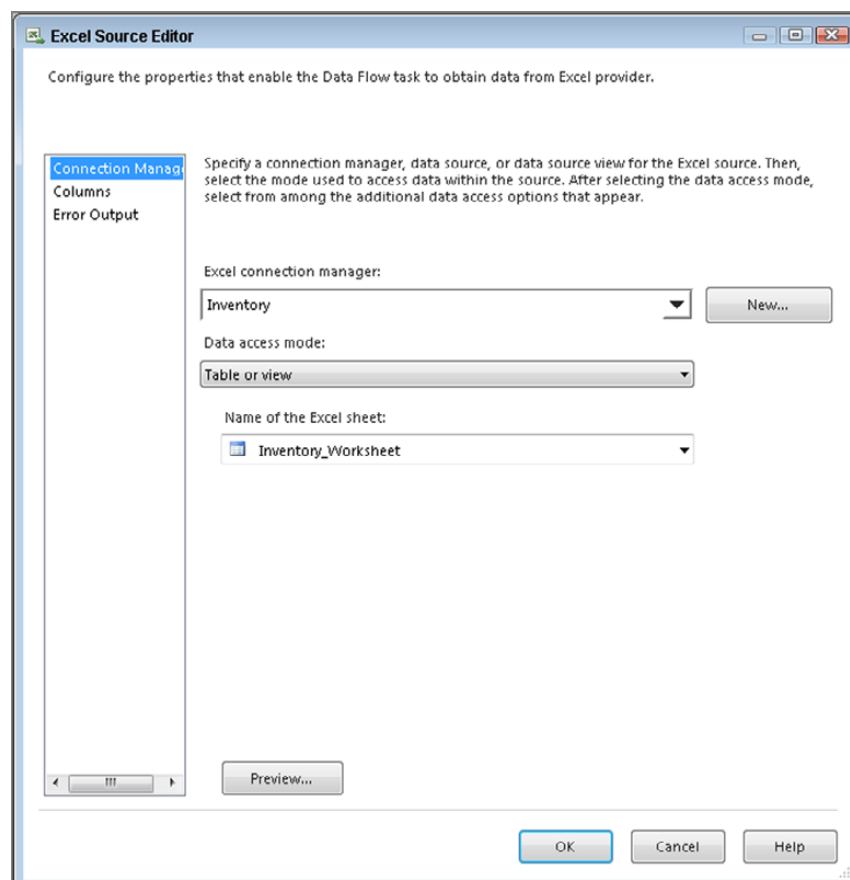 Excel Source Editor
Configure the properties that enable the Data Flow task to obtain data from Excel provider.
Connection Manag
Columns
Error Output
Specify a connection manager, data source, or data source view for the Excel source. Then,
select the mode used to access data within the source. After selecting the data access mode,
select from among the additional data access options that appear.
Excel connection manager:
Inventory
New...
Data access mode:
Table or view
Name of the Excel sheet:
Inventory_Worksheet
Preview...
OK
Cancel
Help